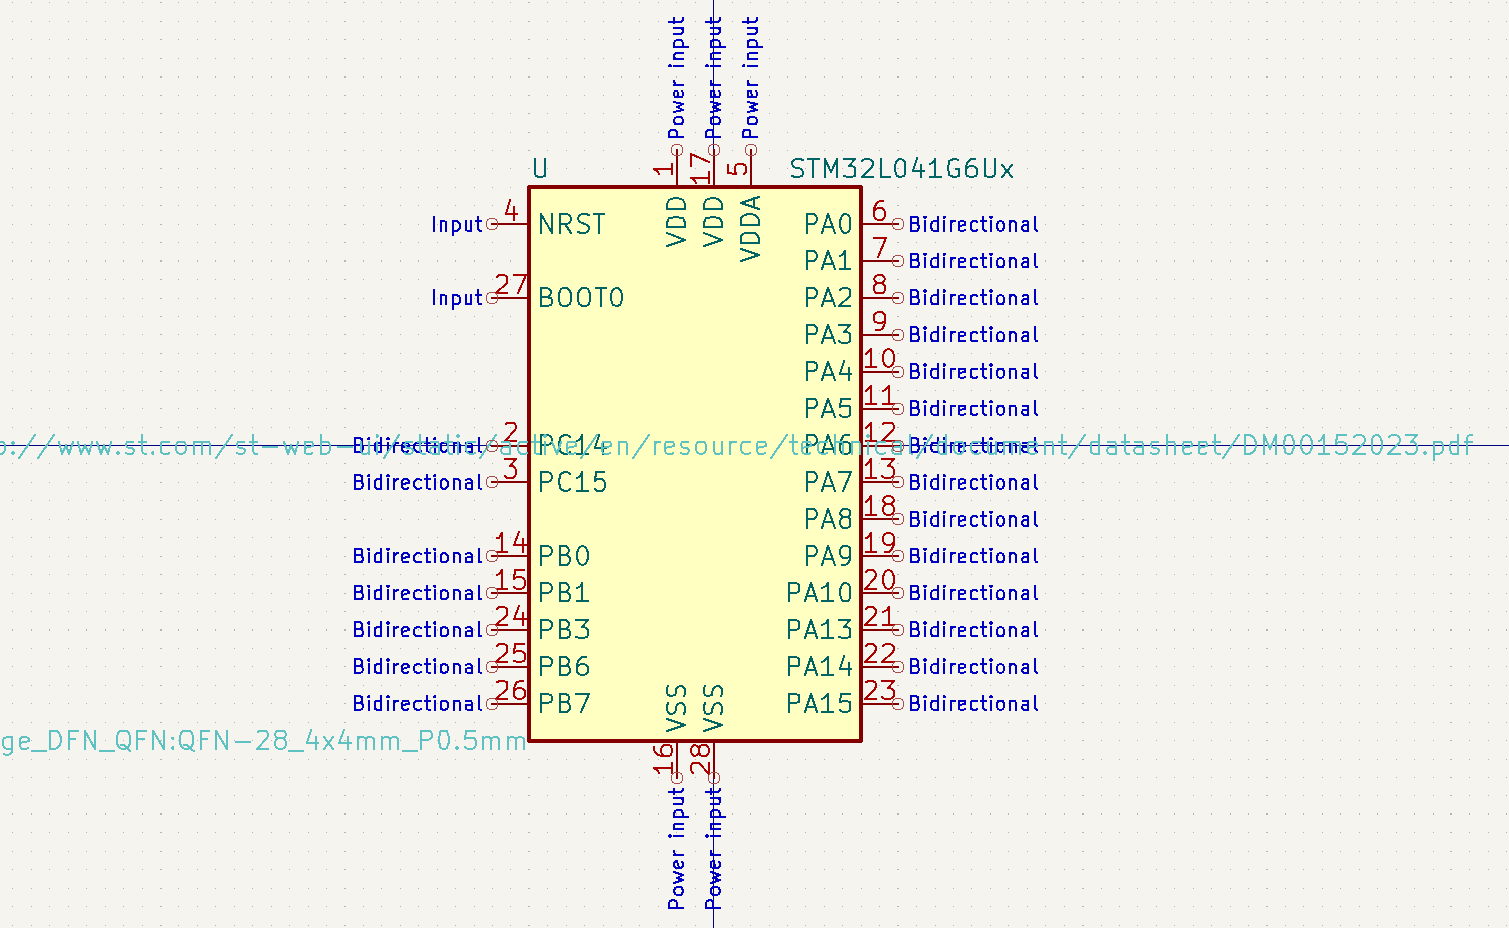 Power input
Power input
Power input
1
17
5
U
STM32L041G6Ux
VDD
VDD
VDDA
Input 4 NRST
PA0 6 Bidirectional
PA1 7 Bidirectional
Input 27 BOOT0
PA2 8 Bidirectional
PA3 9 Bidirectional
PA4 10 Bidirectional
PA5 11 Bidirectional
Bidirectional 2 PC14
PA6 12 Bidirectional
p://www.st.com/st-web-ui/static/active/en/resource/technical/document/datasheet/DM00152023.pdf
Bidirectional 3 PC15
PA7 13 Bidirectional
PA8 18 Bidirectional
Bidirectional 14 PB0
PA9 19 Bidirectional
Bidirectional 15 PB1
PA10 20 Bidirectional
Bidirectional 24 PB3
PA13 21 Bidirectional
Bidirectional 25 PB6
PA14 22 Bidirectional
Bidirectional 26 PB7
PA15 23 Bidirectional
VSS
VSS
ge_DFN_QFN:QFN-28_4x4mm_P0.5mm
16
28
Power input
Power input